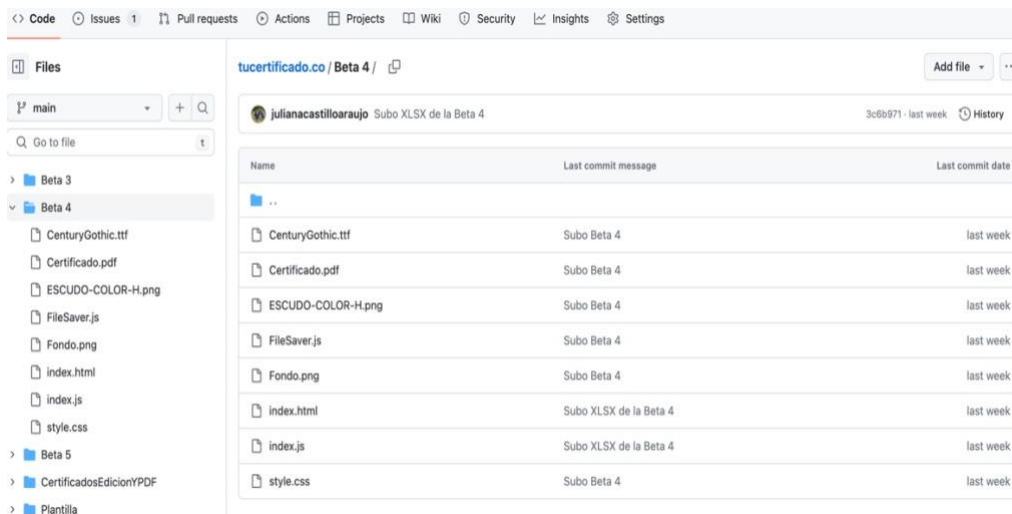 Code Issues 1 Pull requests Actions Projects Wiki Security Insights Settings
Files
main
Go to file t
Beta 3
Beta 4
CenturyGothic.ttf
Certificado.pdf
ESCUDO-COLOR-H.png
FileSaver.js
Fondo.png
index.html
index.js
style.css
Beta 5
CertificadosEdicionYPDF
Plantilla
tucertificado.co / Beta 4 /
Add file
julianacastilloaraujo Subo XLSX de la Beta 4 3c6b971 · last week History
Name Last commit message Last commit date
..
CenturyGothic.ttf Subo Beta 4 last week
Certificado.pdf Subo Beta 4 last week
ESCUDO-COLOR-H.png Subo Beta 4 last week
FileSaver.js Subo Beta 4 last week
Fondo.png Subo Beta 4 last week
index.html Subo XLSX de la Beta 4 last week
index.js Subo XLSX de la Beta 4 last week
style.css Subo Beta 4 last week